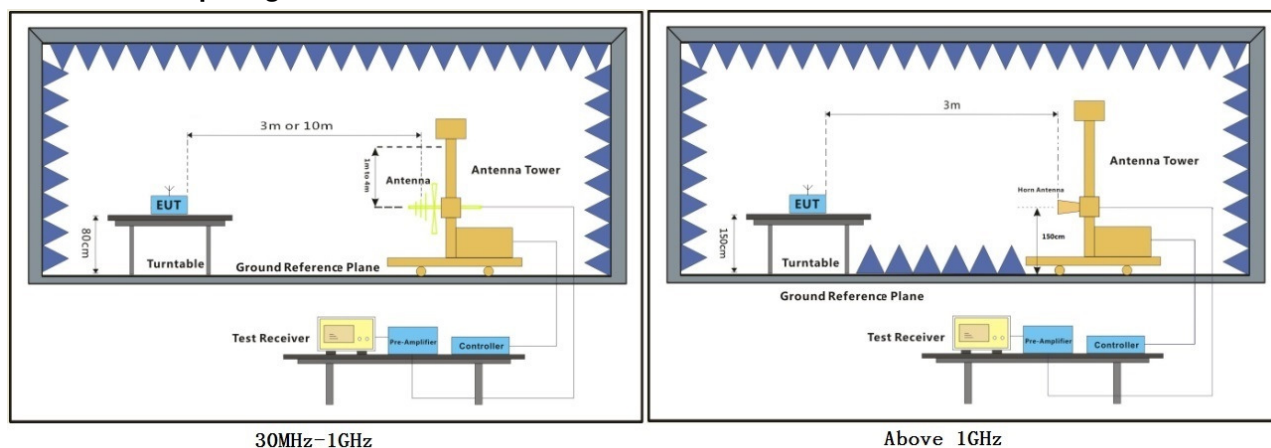 3m or 10m
1m to 4m
Antenna
Antenna Tower
EUT
80cm
Turntable
Ground Reference Plane
Test Receiver
Pre-Amplifier
Controller
30MHz-1GHz
3m
Antenna Tower
Horn Antenna
EUT
150cm
150cm
Turntable
Ground Reference Plane
Test Receiver
Pre-Amplifier
Controller
Above 1GHz